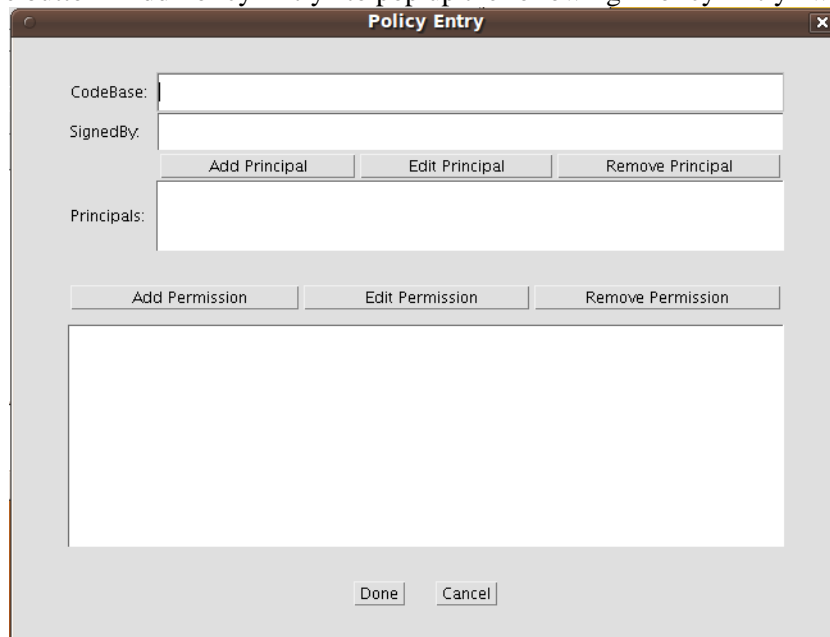 Policy Entry
CodeBase:
SignedBy:
Add Principal Edit Principal Remove Principal
Principals:
Add Permission Edit Permission Remove Permission
Done Cancel